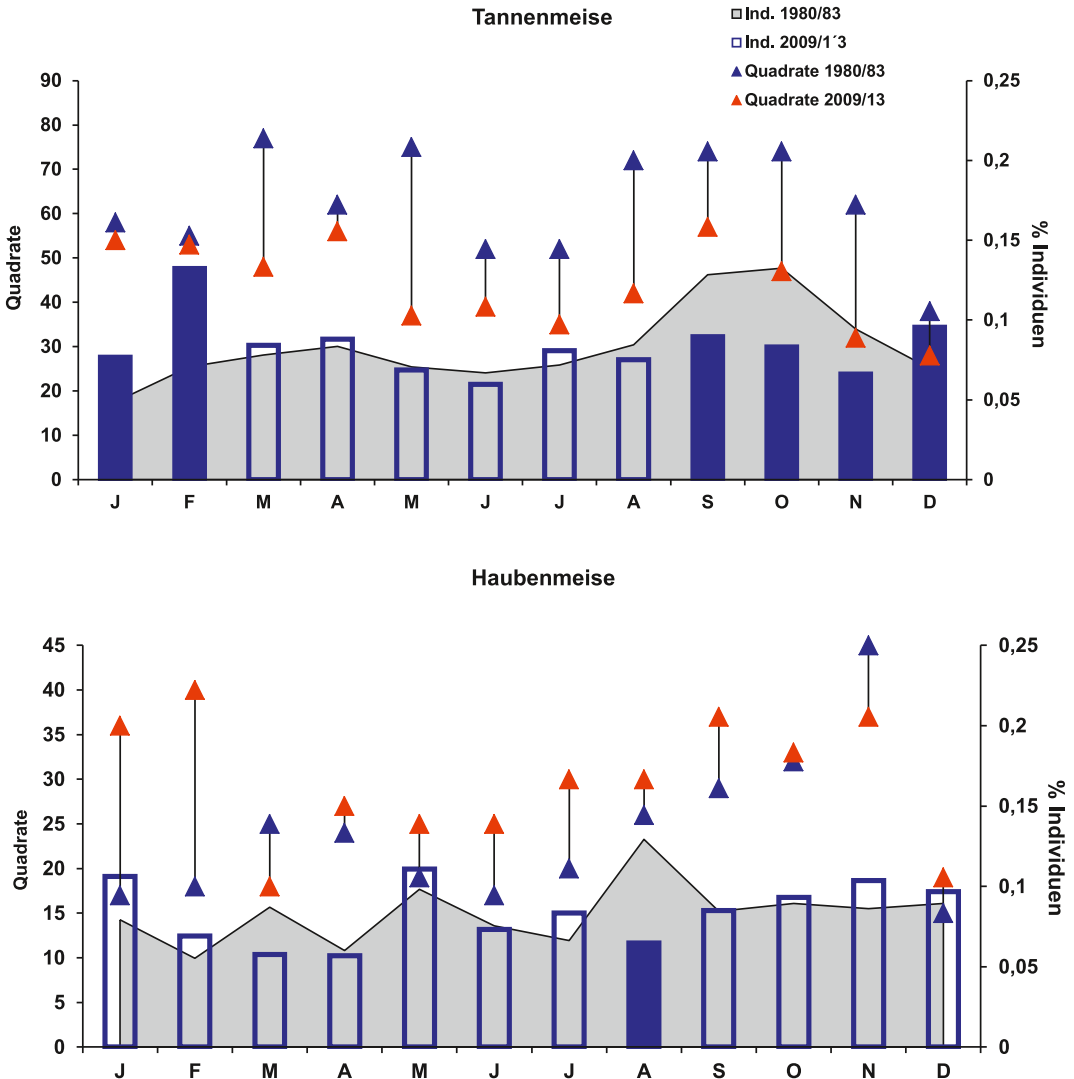 Tannenmeise
Ind. 1980/83
Ind. 2009/1´3
Quadrate 1980/83
Quadrate 2009/13
Quadrate
90
80
70
60
50
40
30
20
10
0
0,25
0,2
0,15
0,1
0,05
0
% Individuen
J F M A M J J A S O N D
Haubenmeise
Quadrate
45
40
35
30
25
20
15
10
5
0
0,25
0,2
0,15
0,1
0,05
0
% Individuen
J F M A M J J A S O N D